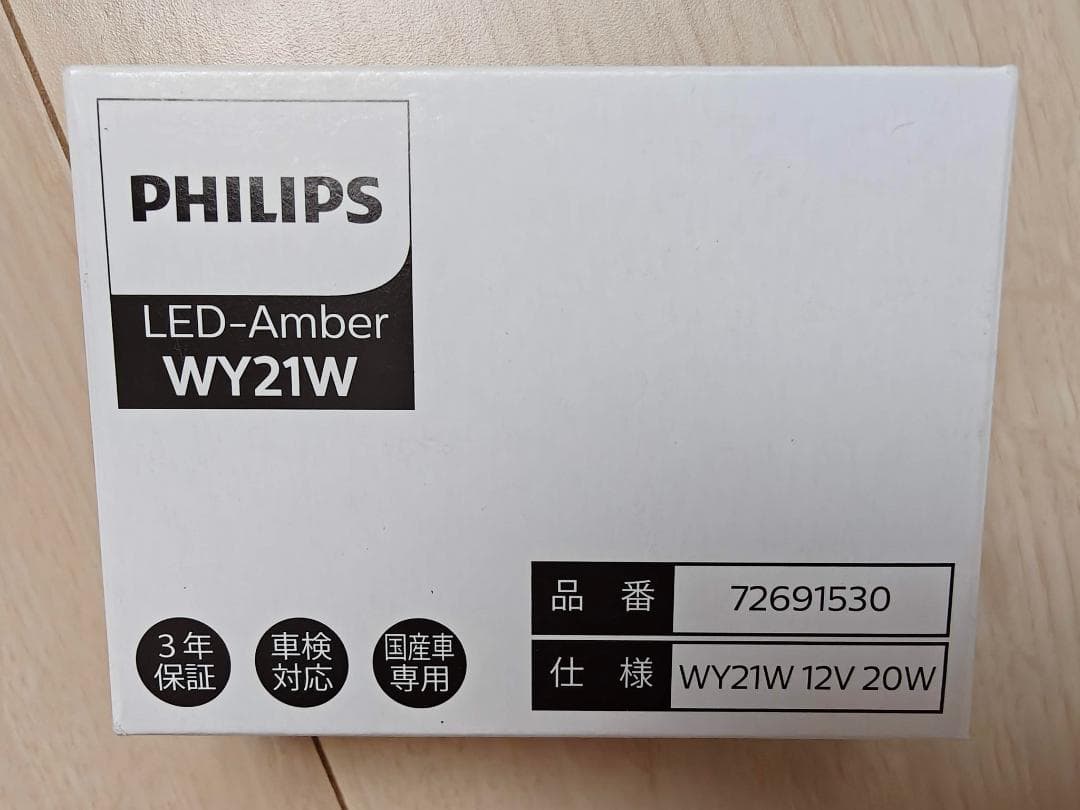 PHILIPS
LED-Amber
WY21W
3年
保証
車検
対応
国産車
専用
品 番 72691530
仕 様 WY21W 12V 20W